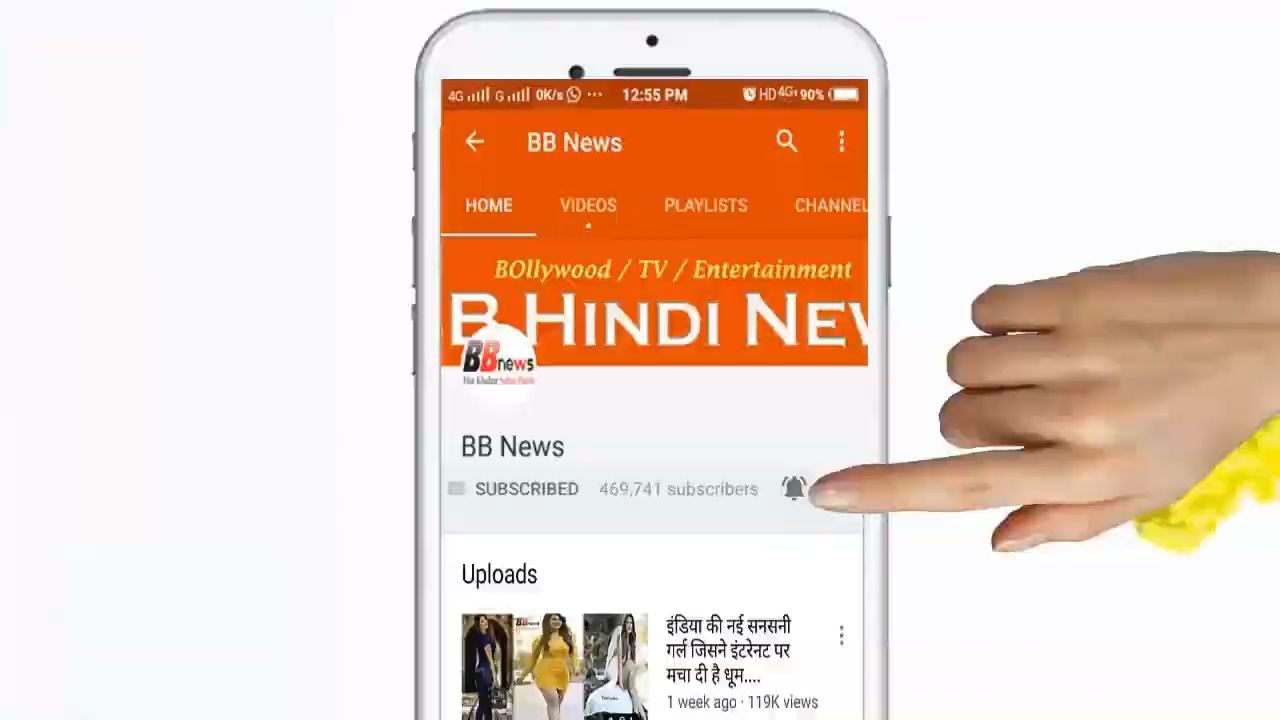 4G G 0K/s ... 12:55 PM HD 4G+ 90%
BB News
HOME VIDEOS PLAYLISTS CHANNEL
BOllywood / TV / Entertainment
B HINDI NEW
BBnews
BB News
SUBSCRIBED 469,741 subscribers
Uploads
इंडिया की नई सनसनी
गर्ल जिसने इंटरनेट पर
मचा दी है धूम....
1 week ago · 119K views